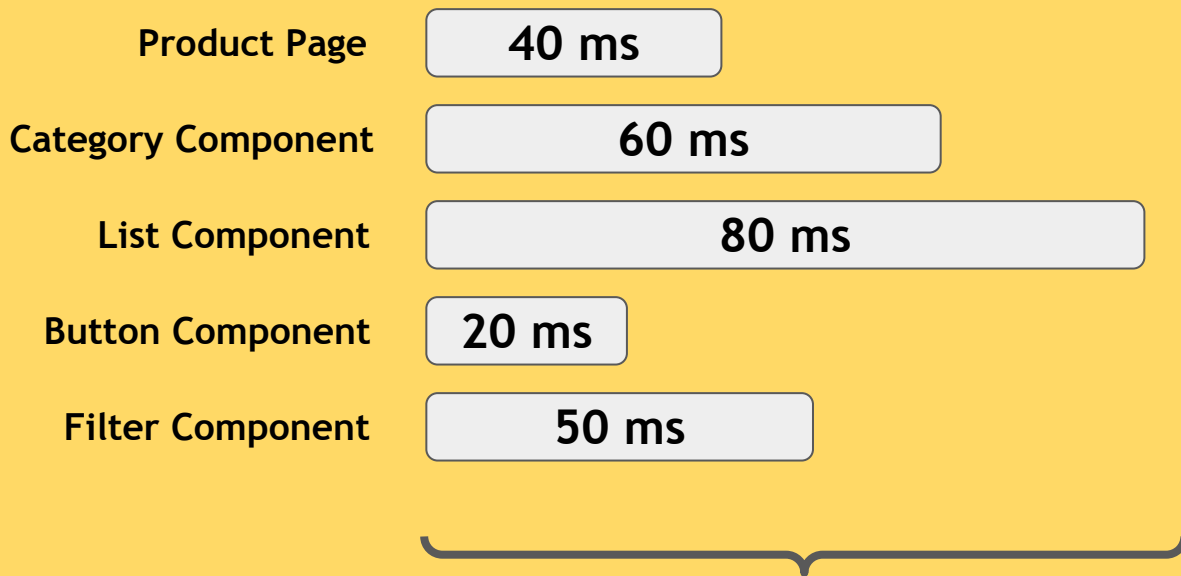 Product Page 40 ms
Category Component 60 ms
List Component 80 ms
Button Component 20 ms
Filter Component 50 ms